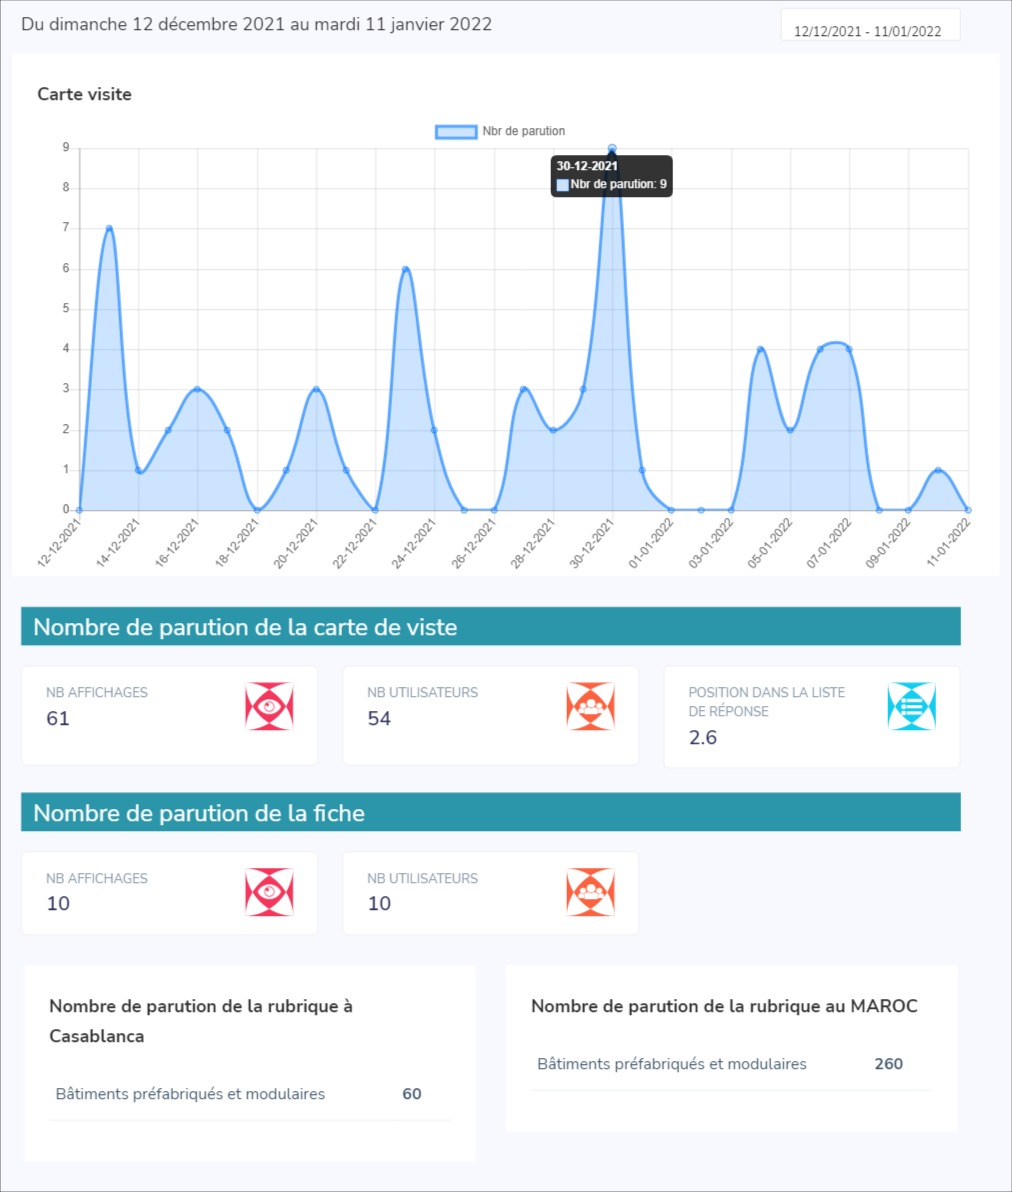 Du dimanche 12 décembre 2021 au mardi 11 janvier 2022
12/12/2021 - 11/01/2022
Carte visite
Nbr de parution
9
30-12-2021
Nbr de parution: 9
8
7
6
5
4
3
2
1
0
12-12-2021
14-12-2021
16-12-2021
18-12-2021
20-12-2021
22-12-2021
24-12-2021
26-12-2021
28-12-2021
30-12-2021
01-01-2022
03-01-2022
05-01-2022
07-01-2022
09-01-2022
11-01-2022
Nombre de parution de la carte de viste
NB AFFICHAGES
61
NB UTILISATEURS
54
POSITION DANS LA LISTE
DE RÉPONSE
2.6
Nombre de parution de la fiche
NB AFFICHAGES
10
NB UTILISATEURS
10
Nombre de parution de la rubrique à
Casablanca
Bâtiments préfabriqués et modulaires 60
Nombre de parution de la rubrique au MAROC
Bâtiments préfabriqués et modulaires 260